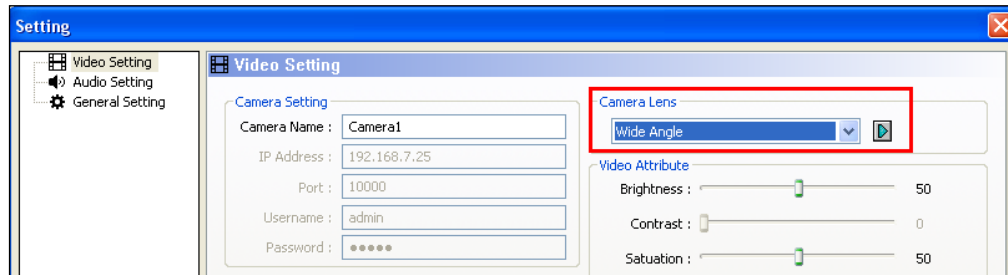 Setting
Video Setting
Audio Setting
General Setting
Video Setting
Camera Setting
Camera Name : Camera1
IP Address : 192.168.7.25
Port : 10000
Username : admin
Password : ●●●●●
Camera Lens
Wide Angle
Video Attribute
Brightness : 50
Contrast : 0
Satuation : 50